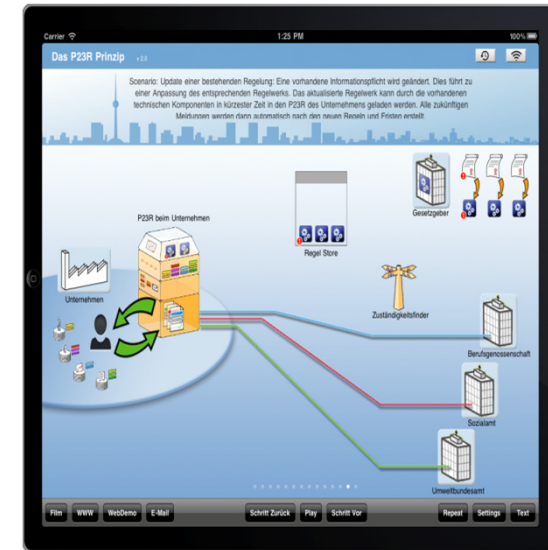 Carrier 1:25 PM 100%
Das P23R Prinzip v 2.0
Scenario: Update einer bestehenden Regelung: Eine vorhandene Informationspflicht wird geändert. Dies führt zu
einer Anpassung des entsprechenden Regelwerks. Das aktualisierte Regelwerk kann durch die vorhandenen
technischen Komponenten in kürzester Zeit in den P23R des Unternehmens geladen werden. Alle zukünftigen
Meldungen werden dann automatisch nach den neuen Regeln und Fristen erstellt
Gesetzgeber
P23R beim Unternehmen
Regel Store
Unternehmen
Zuständigkeitsfinder
Berufsgenossenschaft
Sozialamt
Umweltbundesamt
Film WWW WebDemo E-Mail Schritt Zurück Play Schritt Vor Repeat Settings Text